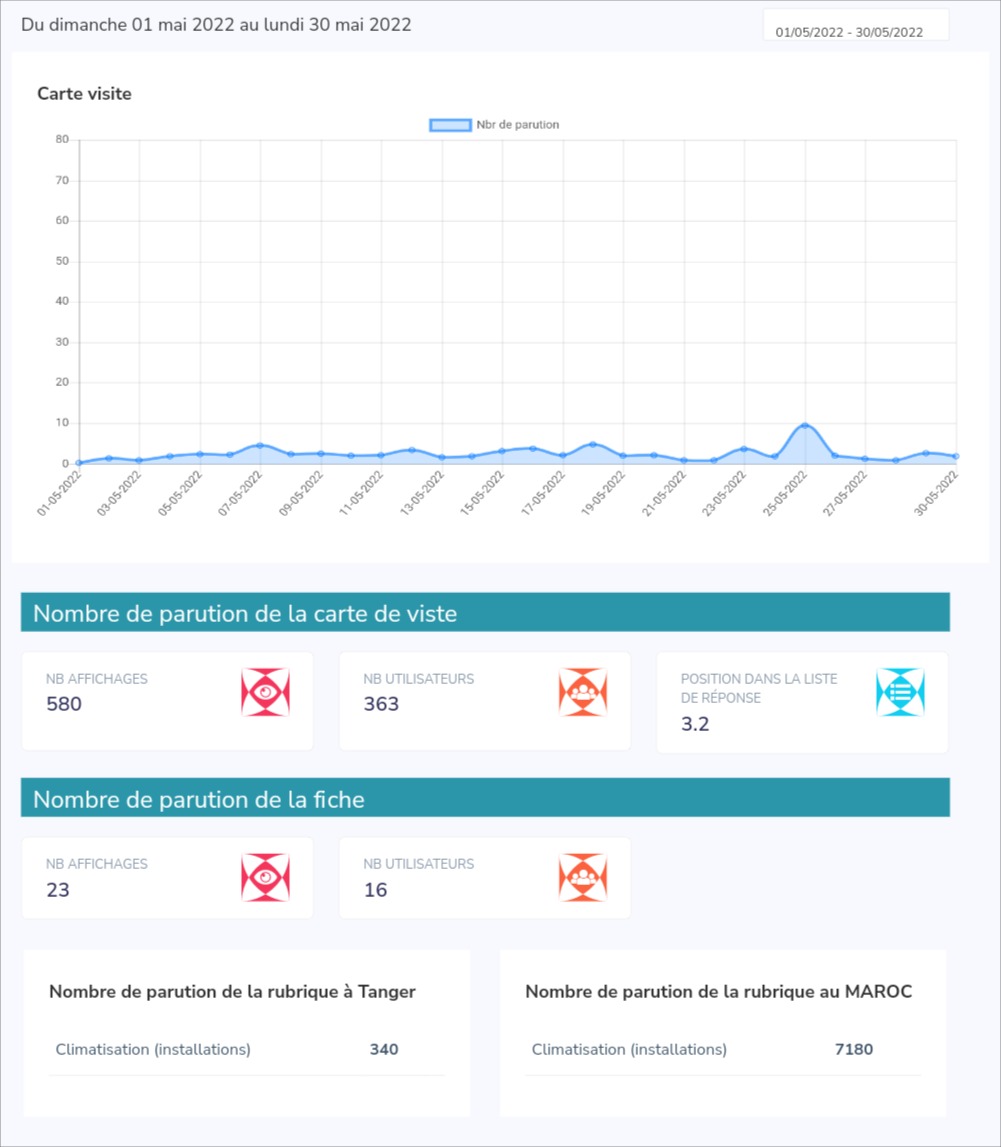 Du dimanche 01 mai 2022 au lundi 30 mai 2022
01/05/2022 - 30/05/2022
Carte visite
Nbr de parution
80
70
60
50
40
30
20
10
0
01-05-2022
03-05-2022
05-05-2022
07-05-2022
09-05-2022
11-05-2022
13-05-2022
15-05-2022
17-05-2022
19-05-2022
21-05-2022
23-05-2022
25-05-2022
27-05-2022
30-05-2022
Nombre de parution de la carte de viste
NB AFFICHAGES
580
NB UTILISATEURS
363
POSITION DANS LA LISTE
DE RÉPONSE
3.2
Nombre de parution de la fiche
NB AFFICHAGES
23
NB UTILISATEURS
16
Nombre de parution de la rubrique à Tanger
Climatisation (installations) 340
Nombre de parution de la rubrique au MAROC
Climatisation (installations) 7180